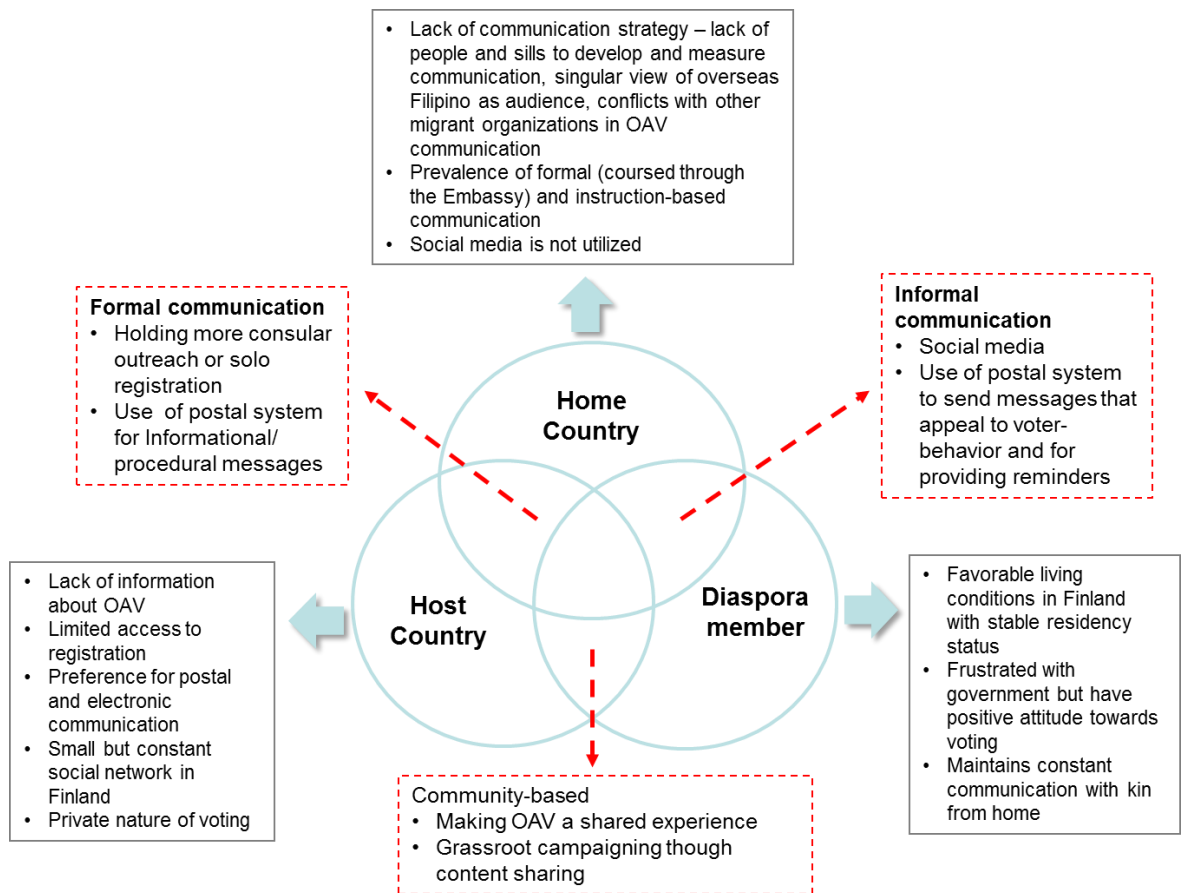 • Lack of communication strategy – lack of
people and sills to develop and measure
communication, singular view of overseas
Filipino as audience, conflicts with other
migrant organizations in OAV
communication
• Prevalence of formal (coursed through
the Embassy) and instruction-based
communication
• Social media is not utilized
Formal communication
• Holding more consular
outreach or solo
registration
• Use of postal system
for Informational/
procedural messages
Informal
communication
• Social media
• Use of postal system
to send messages that
appeal to voter-
behavior and for
providing reminders
Home
Country
Host
Country
Diaspora
member
• Lack of information
about OAV
• Limited access to
registration
• Preference for postal
and electronic
communication
• Small but constant
social network in
Finland
• Private nature of voting
• Favorable living
conditions in Finland
with stable residency
status
• Frustrated with
government but have
positive attitude towards
voting
• Maintains constant
communication with kin
from home
Community-based
• Making OAV a shared experience
• Grassroot campaigning though
content sharing